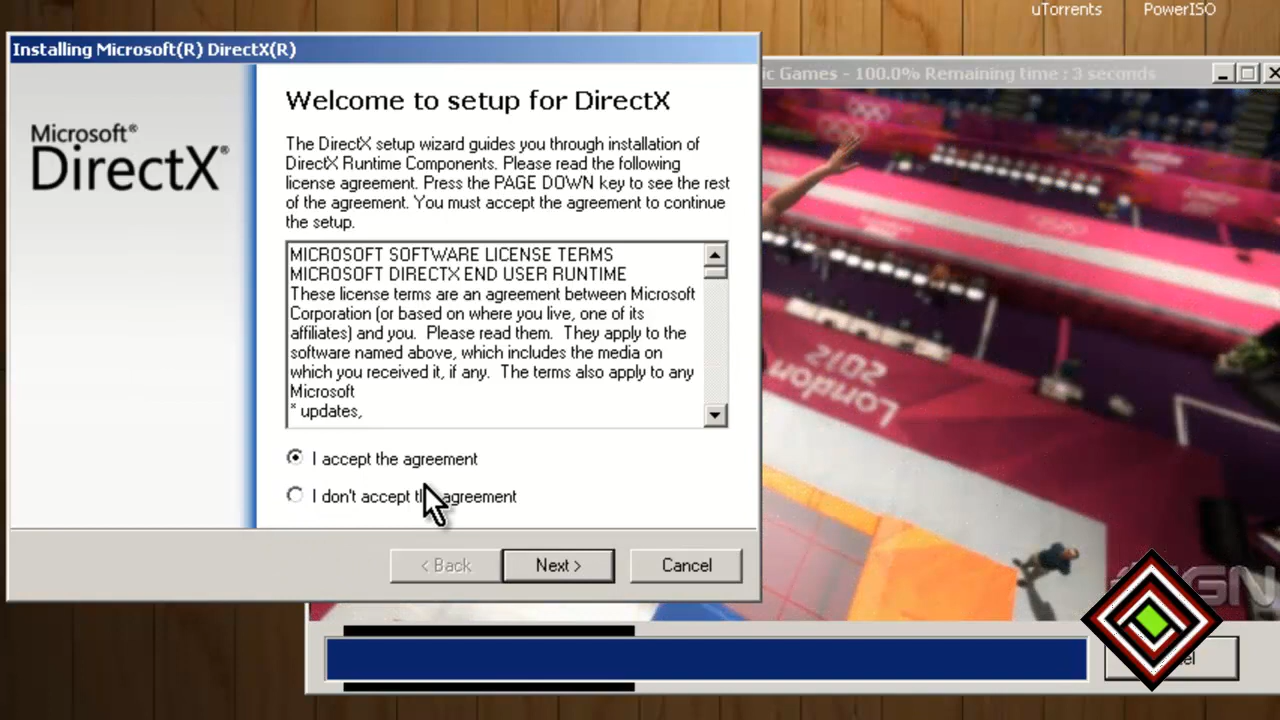 uTorrents
PowerISO
Installing Microsoft(R) DirectX(R)
ic Games - 100.0% Remaining time : 3 seconds
Microsoft®
DirectX®
Welcome to setup for DirectX
The DirectX setup wizard guides you through installation of
DirectX Runtime Components. Please read the following
license agreement. Press the PAGE DOWN key to see the rest
of the agreement. You must accept the agreement to continue
the setup.
MICROSOFT SOFTWARE LICENSE TERMS
MICROSOFT DIRECTX END USER RUNTIME
These license terms are an agreement between Microsoft
Corporation (or based on where you live, one of its
affiliates) and you.  Please read them.  They apply to the
software named above, which includes the media on
which you received it, if any.  The terms also apply to any
Microsoft
* updates,
I accept the agreement
I don't accept the agreement
< Back
Next >
Cancel
London
2012
IGN